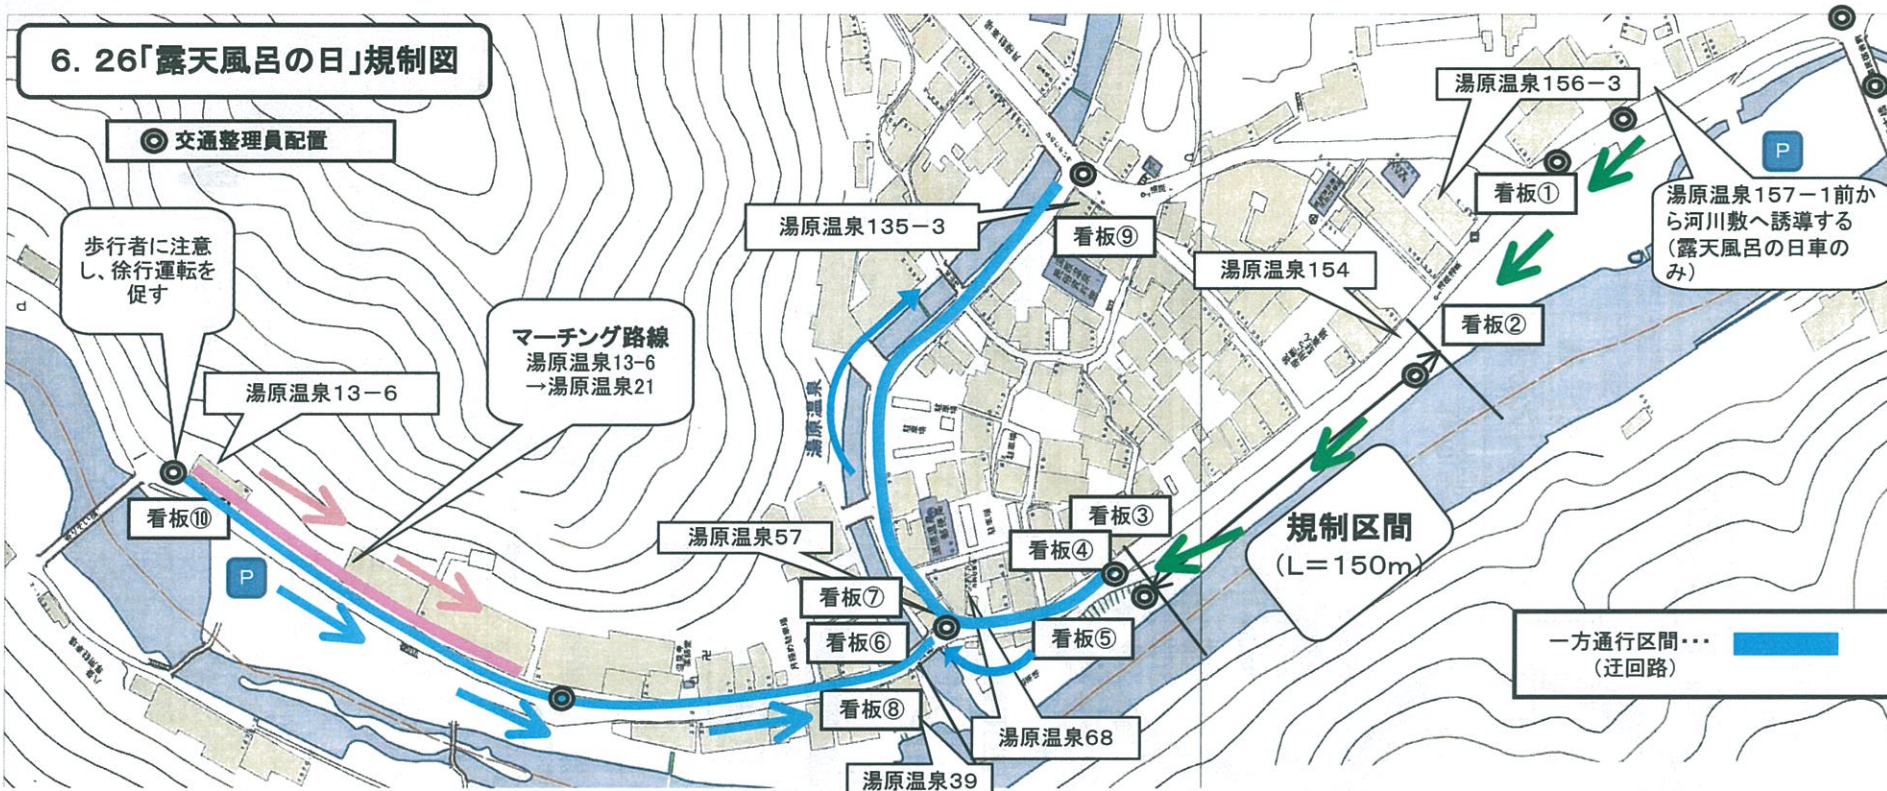 6. 26「露天風呂の日」規制図
交通整理員配置
歩行者に注意
し、徐行運転を
促す
湯原温泉13-6
マーチング路線
湯原温泉13-6
→湯原温泉21
看板⑩
P
湯原温泉135-3
看板⑨
湯原温泉
湯原温泉57
看板⑦
看板⑥
看板⑧
湯原温泉39
湯原温泉68
看板⑤
看板④
看板③
湯原温泉156-3
看板①
P
湯原温泉157-1前か
ら河川敷へ誘導する
(露天風呂の日車の
み)
湯原温泉154
看板②
規制区間
(L=150m)
一方通行区間･･･
(迂回路)